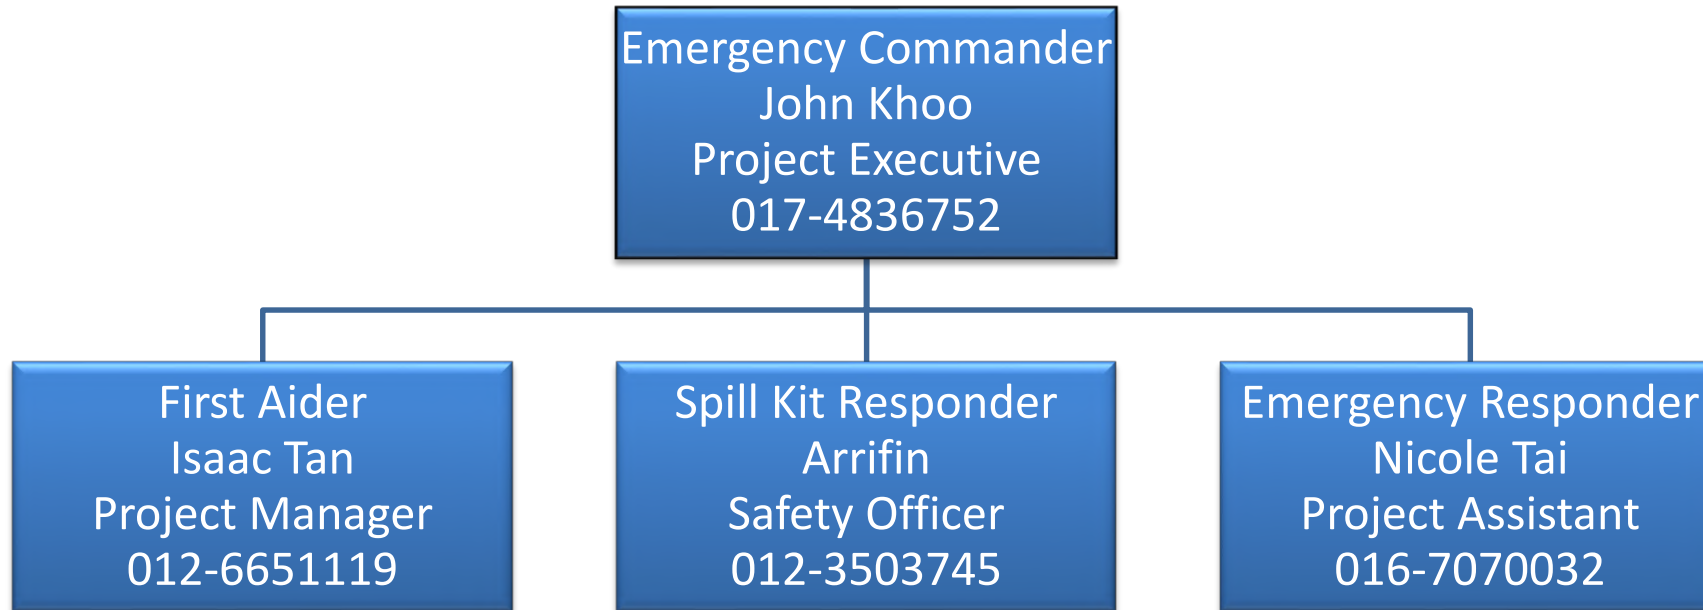 Emergency Commander
John Khoo
Project Executive
017-4836752
First Aider
Isaac Tan
Project Manager
012-6651119
Spill Kit Responder
Arrifin
Safety Officer
012-3503745
Emergency Responder
Nicole Tai
Project Assistant
016-7070032